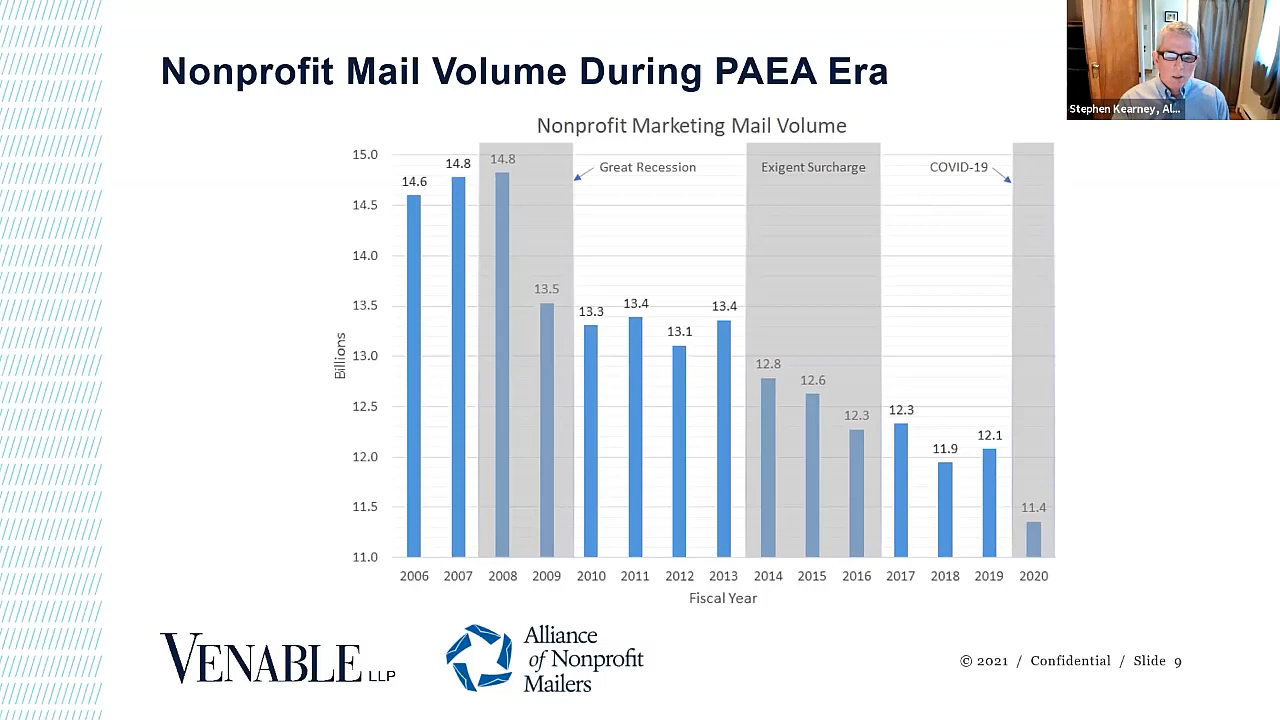 Nonprofit Mail Volume During PAEA Era
Stephen Kearney, Al...
Nonprofit Marketing Mail Volume
15.0
14.5
14.0
13.5
13.0
12.5
12.0
11.5
11.0
Billions
14.6
14.8
14.8
13.5
13.3
13.4
13.1
13.4
12.8
12.6
12.3
12.3
11.9
12.1
11.4
Great Recession
Exigent Surcharge
COVID-19
2006 2007 2008 2009 2010 2011 2012 2013 2014 2015 2016 2017 2018 2019 2020
Fiscal Year
VENABLE LLP
Alliance
of Nonprofit
Mailers
© 2021 / Confidential / Slide 9